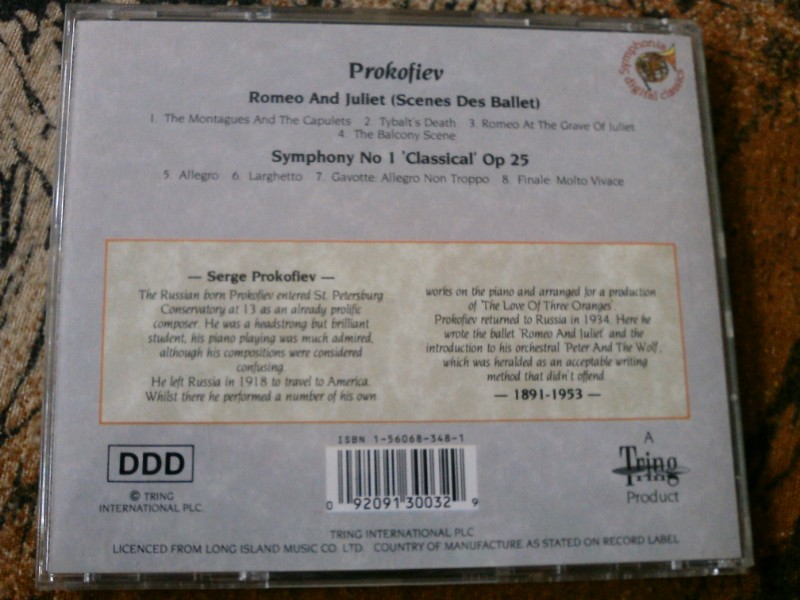 Prokofiev
Symphonia
digital classics
Romeo And Juliet (Scenes Des Ballet)
1. The Montagues And The Capulets 2. Tybalt's Death 3. Romeo At The Grave Of Juliet
4. The Balcony Scene
Symphony No 1 'Classical' Op 25
5. Allegro 6. Larghetto 7. Gavotte: Allegro Non Troppo 8. Finale: Molto Vivace
— Serge Prokofiev —
The Russian born Prokofiev entered St. Petersburg
Conservatory at 13 as an already prolific
composer. He was a headstrong but brilliant
student, his piano playing was much admired,
although his compositions were considered
confusing.
He left Russia in 1918 to travel to America.
Whilst there he performed a number of his own
works on the piano and arranged for a production
of 'The Love Of Three Oranges'.
Prokofiev returned to Russia in 1934. Here he
wrote the ballet 'Romeo And Juliet' and the
introduction to his orchestral 'Peter And The Wolf',
which was heralded as an acceptable writing
method that didn't offend.
— 1891-1953 —
DDD
© TRING
INTERNATIONAL PLC.
ISBN 1-56068-348-1
0 92091 30032 9
A
Tring
Tring
Product
TRING INTERNATIONAL PLC
LICENCED FROM LONG ISLAND MUSIC CO. LTD. COUNTRY OF MANUFACTURE AS STATED ON RECORD LABEL